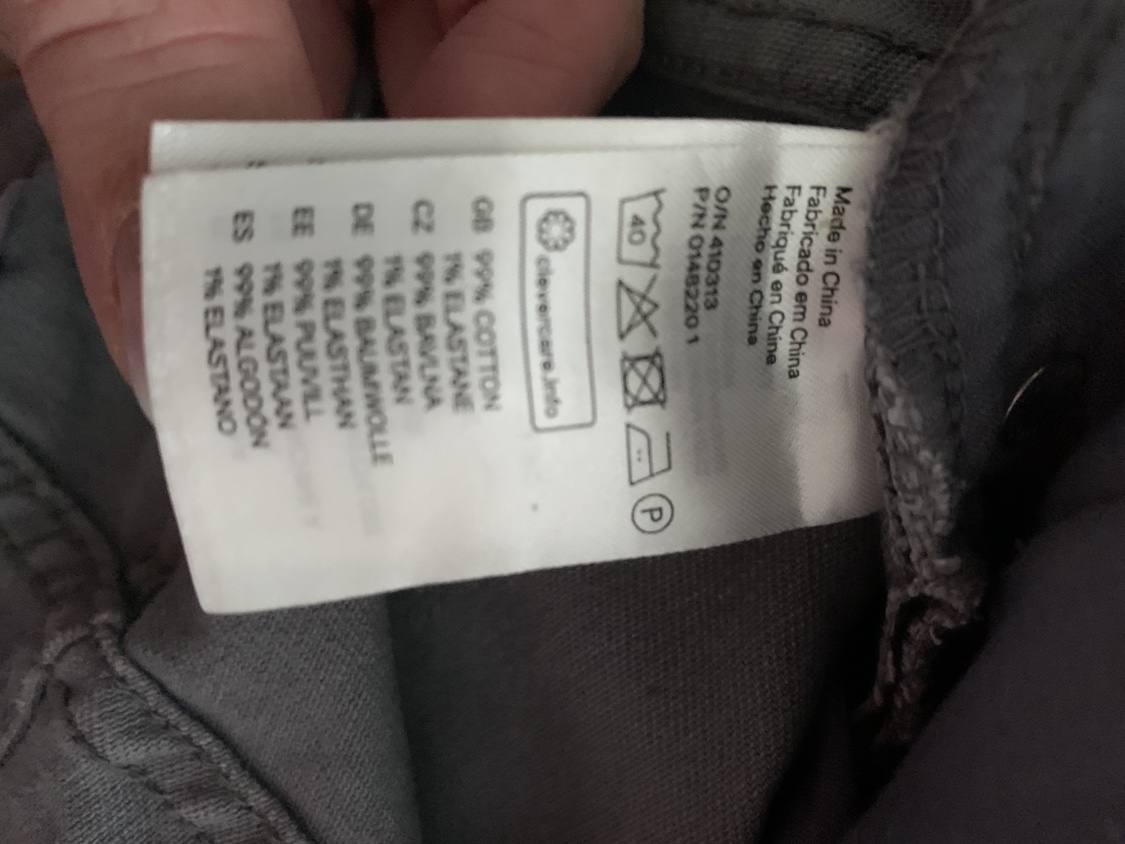 Made in China
Fabricado em China
Fabriqué en Chine
Hecho en China
O/N 410313
P/N 0148220 1
40
P
clevercare.info
GB 99% COTTON
1% ELASTANE
CZ 99% BAVLNA
1% ELASTAN
DE 99% BAUMWOLLE
1% ELASTHAN
EE 99% PUUVILL
1% ELASTAAN
ES 99% ALGODÓN
1% ELASTANO